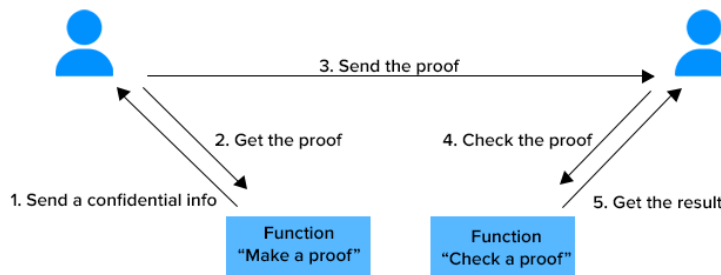 3. Send the proof
2. Get the proof
4. Check the proof
1. Send a confidential info
5. Get the result
Function
“Make a proof”
Function
“Check a proof”